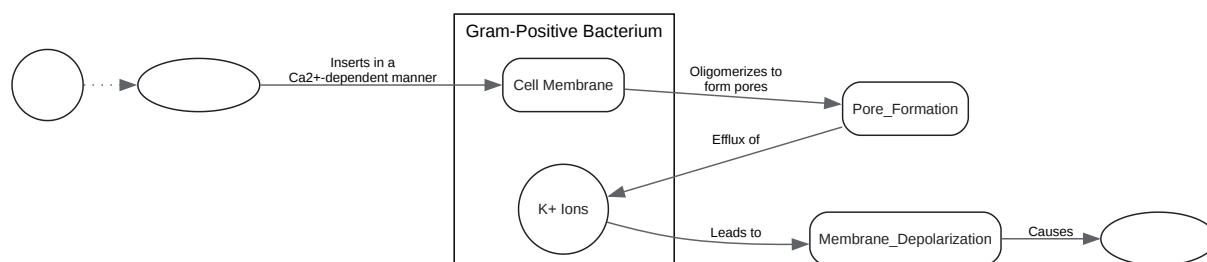 Gram-Positive Bacterium
Inserts in a
Ca2+-dependent manner
Cell Membrane
Oligomerizes to
form pores
Pore_Formation
Efflux of
K+ Ions
Leads to
Membrane_Depolarization
Causes